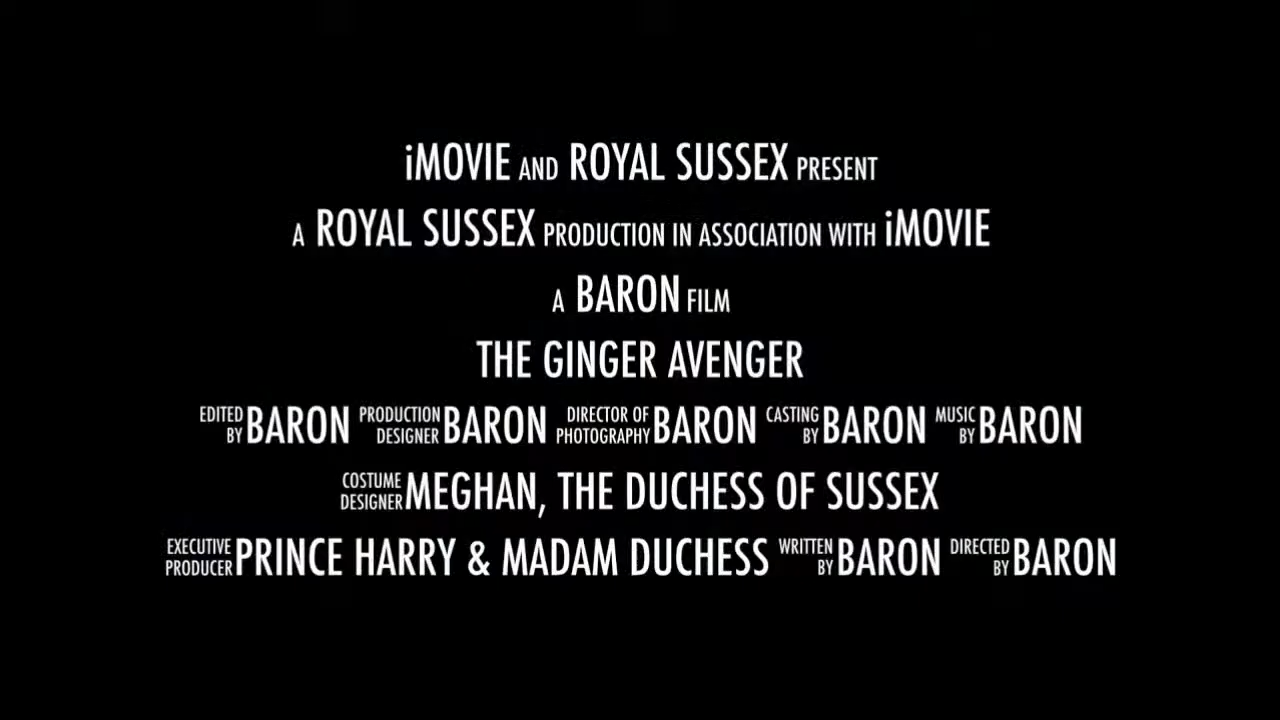 iMOVIE AND ROYAL SUSSEX PRESENT
A ROYAL SUSSEX PRODUCTION IN ASSOCIATION WITH iMOVIE
A BARON FILM
THE GINGER AVENGER
EDITED BY BARON PRODUCTION DESIGNER BARON DIRECTOR OF PHOTOGRAPHY BARON CASTING BY BARON MUSIC BY BARON
COSTUME DESIGNER MEGHAN, THE DUCHESS OF SUSSEX
EXECUTIVE PRODUCER PRINCE HARRY & MADAM DUCHESS WRITTEN BY BARON DIRECTED BY BARON